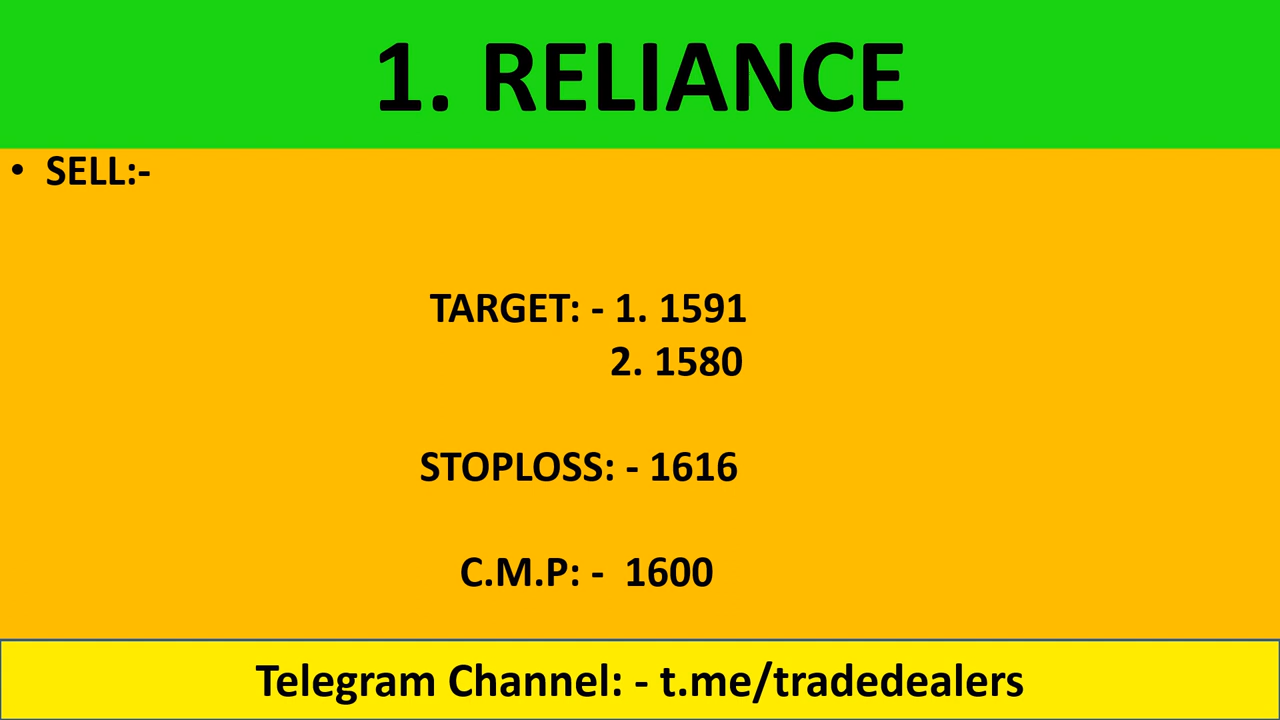 1. RELIANCE
• SELL:-
TARGET: - 1. 1591
2. 1580
STOPLOSS: - 1616
C.M.P: - 1600
Telegram Channel: - t.me/tradedealers